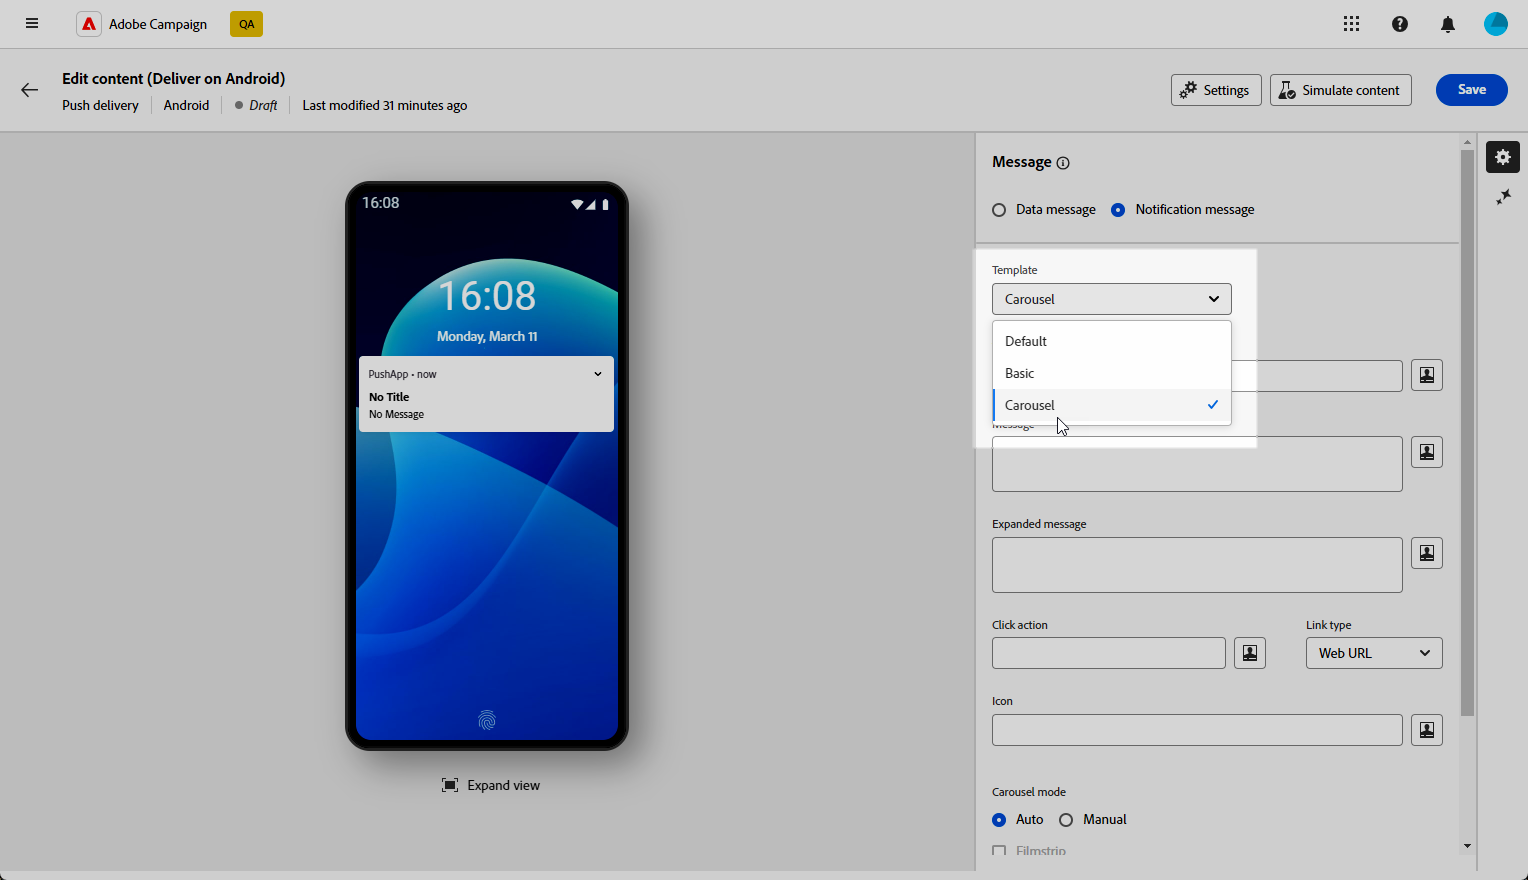 Adobe Campaign
QA
Edit content (Deliver on Android)
Push delivery
Android
Draft
Last modified 31 minutes ago
Settings
Simulate content
Save
16:08
16:08
Monday, March 11
PushApp • now
No Title
No Message
Expand view
Message
Data message
Notification message
Template
Carousel
Default
Basic
Carousel
Message
Expanded message
Click action
Link type
Web URL
Icon
Carousel mode
Auto
Manual
Filmstrip